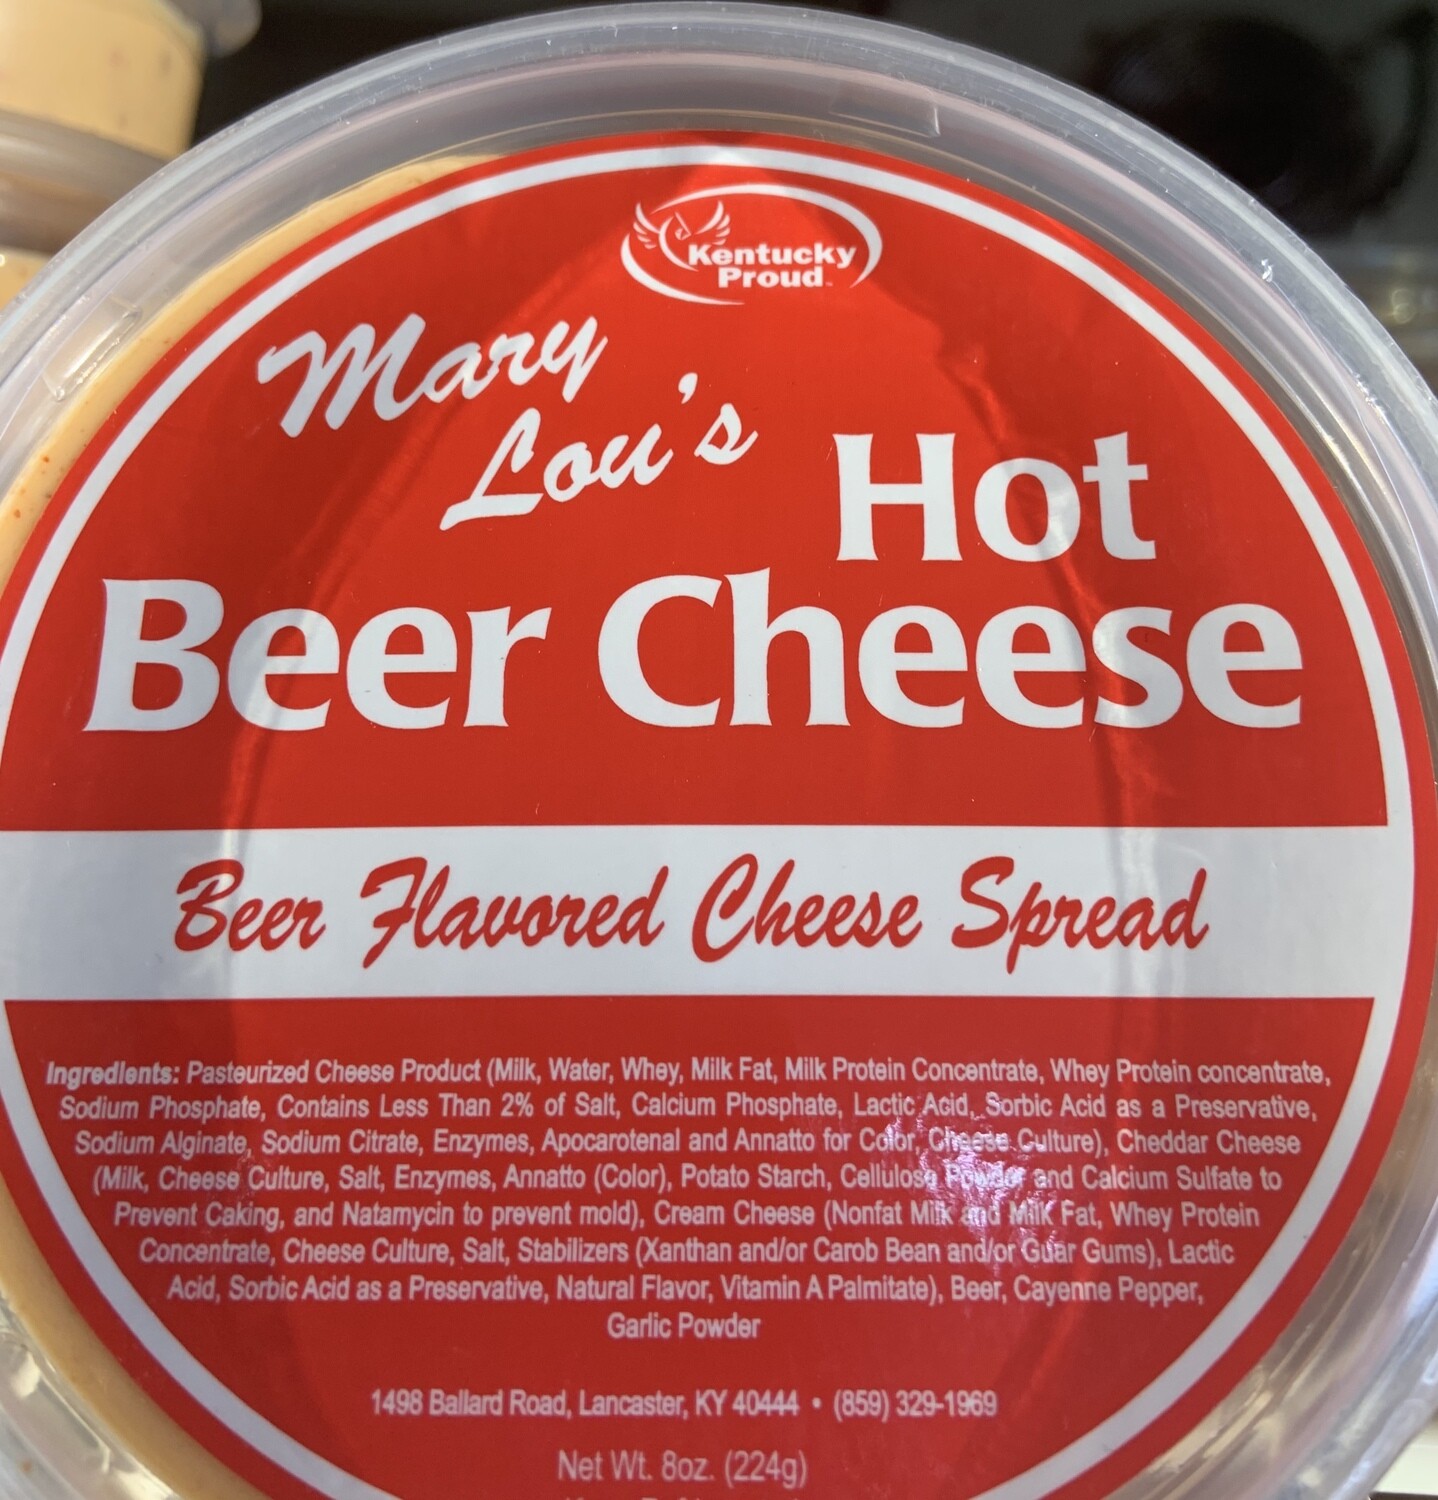 Kentucky
Proud
Mary
Lou's
Hot
Beer Cheese
Beer Flavored Cheese Spread
Ingredients: Pasteurized Cheese Product (Milk, Water, Whey, Milk Fat, Milk Protein Concentrate, Whey Protein concentrate,
Sodium Phosphate, Contains Less Than 2% of Salt, Calcium Phosphate, Lactic Acid, Sorbic Acid as a Preservative,
Sodium Alginate, Sodium Citrate, Enzymes, Apocarotenal and Annatto for Color, Cheese Culture), Cheddar Cheese
(Milk, Cheese Culture, Salt, Enzymes, Annatto (Color), Potato Starch, Cellulose Powder and Calcium Sulfate to
Prevent Caking, and Natamycin to prevent mold), Cream Cheese (Nonfat Milk and Milk Fat, Whey Protein
Concentrate, Cheese Culture, Salt, Stabilizers (Xanthan and/or Carob Bean and/or Guar Gums), Lactic
Acid, Sorbic Acid as a Preservative, Natural Flavor, Vitamin A Palmitate), Beer, Cayenne Pepper,
Garlic Powder
1498 Ballard Road, Lancaster, KY 40444 • (859) 329-1969
Net Wt. 8oz. (224g)